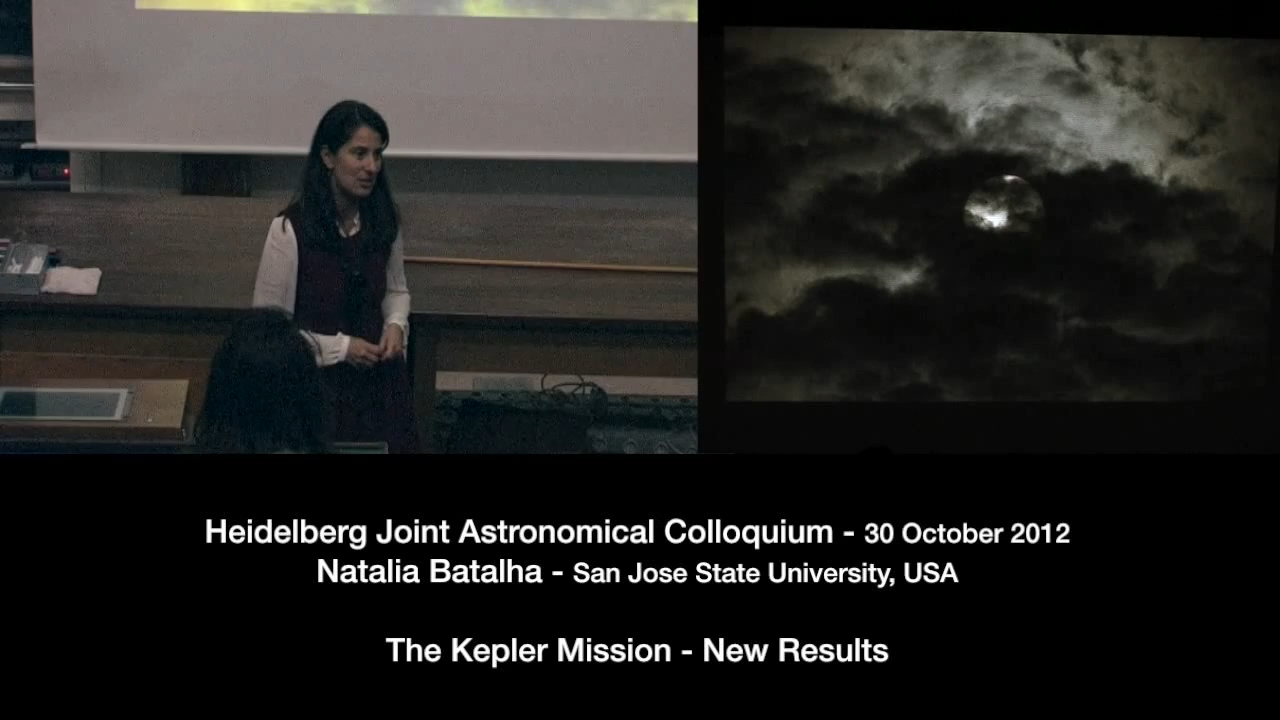 Heidelberg Joint Astronomical Colloquium - 30 October 2012
Natalia Batalha - San Jose State University, USA
The Kepler Mission - New Results